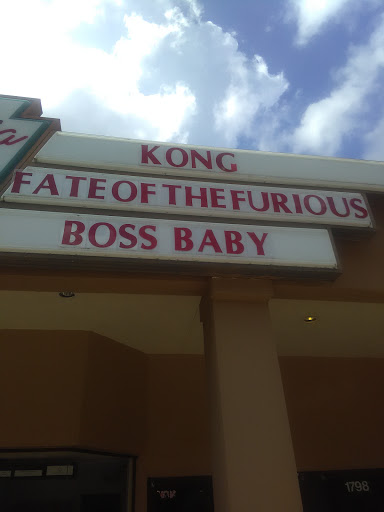 KONG
FATE OF THE FURIOUS
BOSS BABY
1798